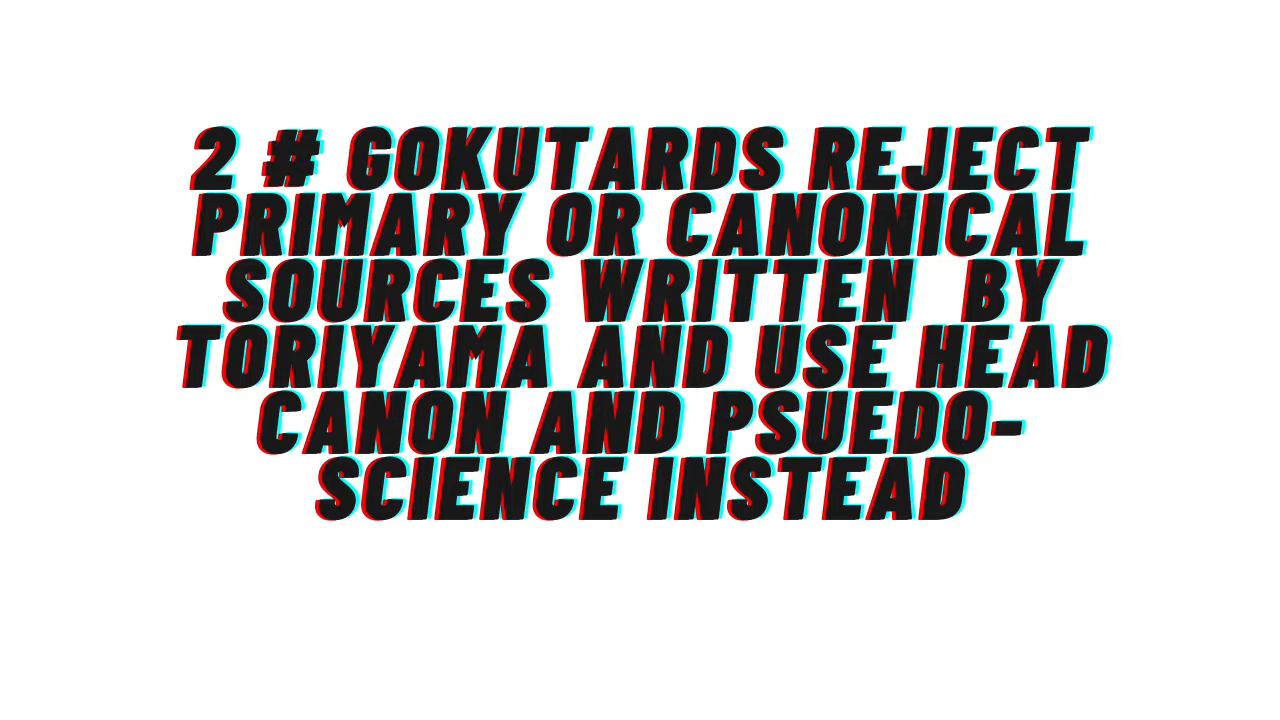 2 # GOKUTARDS REJECT
PRIMARY OR CANONICAL
SOURCES WRITTEN  BY
TORIYAMA AND USE HEAD
CANON AND PSUEDO-
SCIENCE INSTEAD